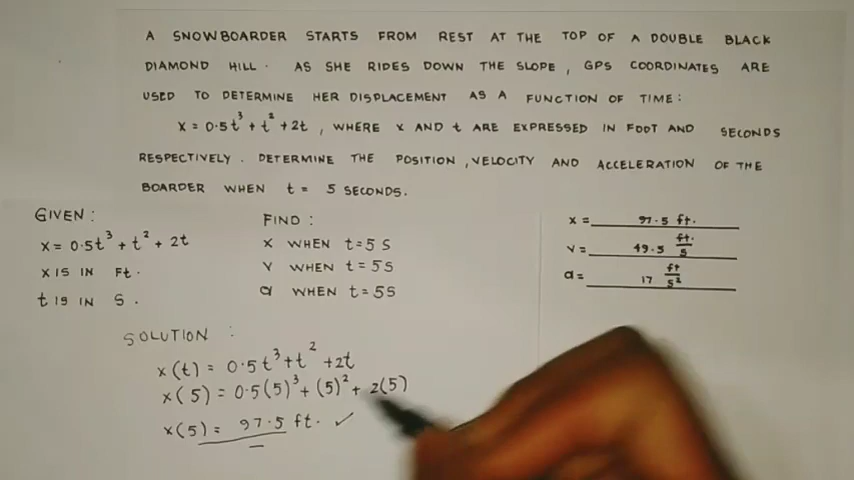 A SNOWBOARDER STARTS FROM REST AT THE TOP OF A DOUBLE BLACK
DIAMOND HILL. AS SHE RIDES DOWN THE SLOPE, GPS COORDINATES ARE
USED TO DETERMINE HER DISPLACEMENT AS A FUNCTION OF TIME:
x = 0.5t³ + t² + 2t, WHERE x AND t ARE EXPRESSED IN FOOT AND SECONDS
RESPECTIVELY. DETERMINE THE POSITION, VELOCITY AND ACCELERATION OF THE
BOARDER WHEN t = 5 SECONDS.
GIVEN:
x = 0.5t³ + t² + 2t
x IS IN Ft.
t IS IN S.
FIND:
x WHEN t=5 S
v WHEN t=5S
a WHEN t=5S
x = 97.5 ft.
v = 49.5 ft./s
a = 17 ft/s²
SOLUTION:
x(t) = 0.5t³ + t² + 2t
x(5) = 0.5(5)³ + (5)² + 2(5)
x(5) = 97.5 ft. ✓